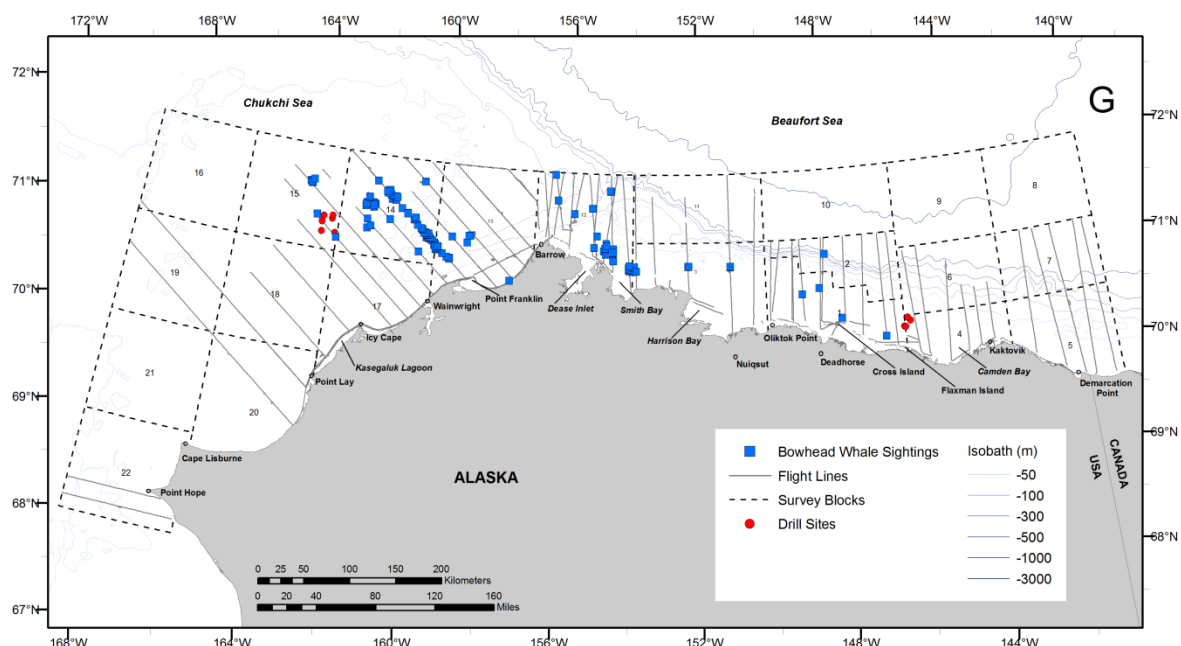 172°W 168°W 164°W 160°W 156°W 152°W 148°W 144°W 140°W
72°N 72°N
71°N 71°N
70°N 70°N
69°N 69°N
68°N 68°N
67°N
G
Chukchi Sea
Beaufort Sea
16
15
14
13
12
11
10
9
8
19
18
17
3
2
1
6
7
4
5
21
20
22
Barrow
Point Franklin
Wainwright
Icy Cape
Kasegaluk Lagoon
Point Lay
Cape Lisburne
Point Hope
Dease Inlet
Smith Bay
Harrison Bay
Oliktok Point
Nuiqsut
Deadhorse
Cross Island
Flaxman Island
Camden Bay
Kaktovik
Demarcation
Point
ALASKA
USA
CANADA
Bowhead Whale Sightings
Flight Lines
Survey Blocks
Drill Sites
Isobath (m)
-50
-100
-300
-500
-1000
-3000
0 25 50 100 150 200
Kilometers
0 20 40 80 120 160
Miles
168°W 164°W 160°W 156°W 152°W 148°W 144°W